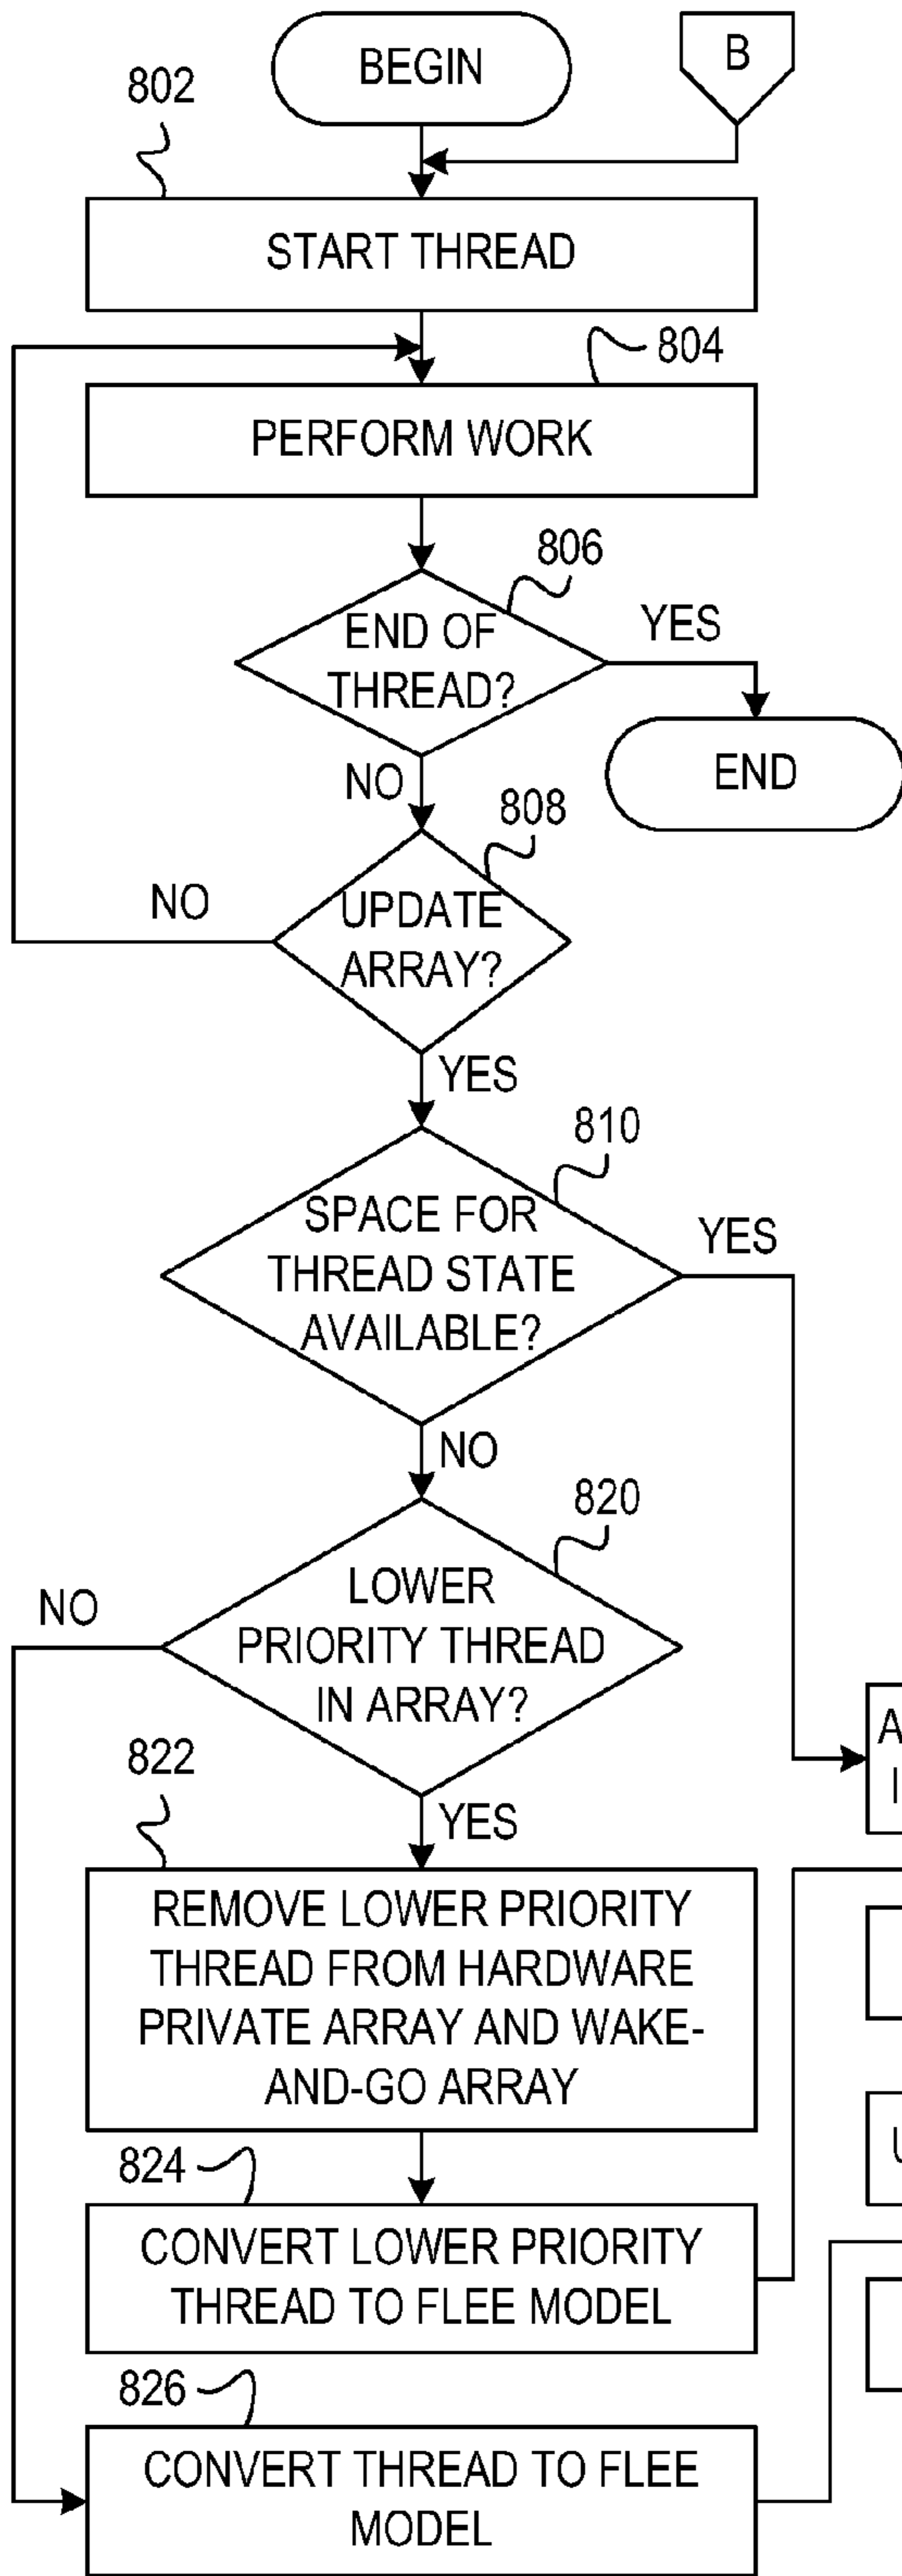 BEGIN
B
802
START THREAD
804
PERFORM WORK
806
END OF
THREAD?
YES
END
NO
808
UPDATE
ARRAY?
NO
YES
810
SPACE FOR
THREAD STATE
AVAILABLE?
YES
NO
820
LOWER
PRIORITY THREAD
IN ARRAY?
NO
YES
822
REMOVE LOWER PRIORITY
THREAD FROM HARDWARE
PRIVATE ARRAY AND WAKE-
AND-GO ARRAY
824
CONVERT LOWER PRIORITY
THREAD TO FLEE MODEL
826
CONVERT THREAD TO FLEE
MODEL